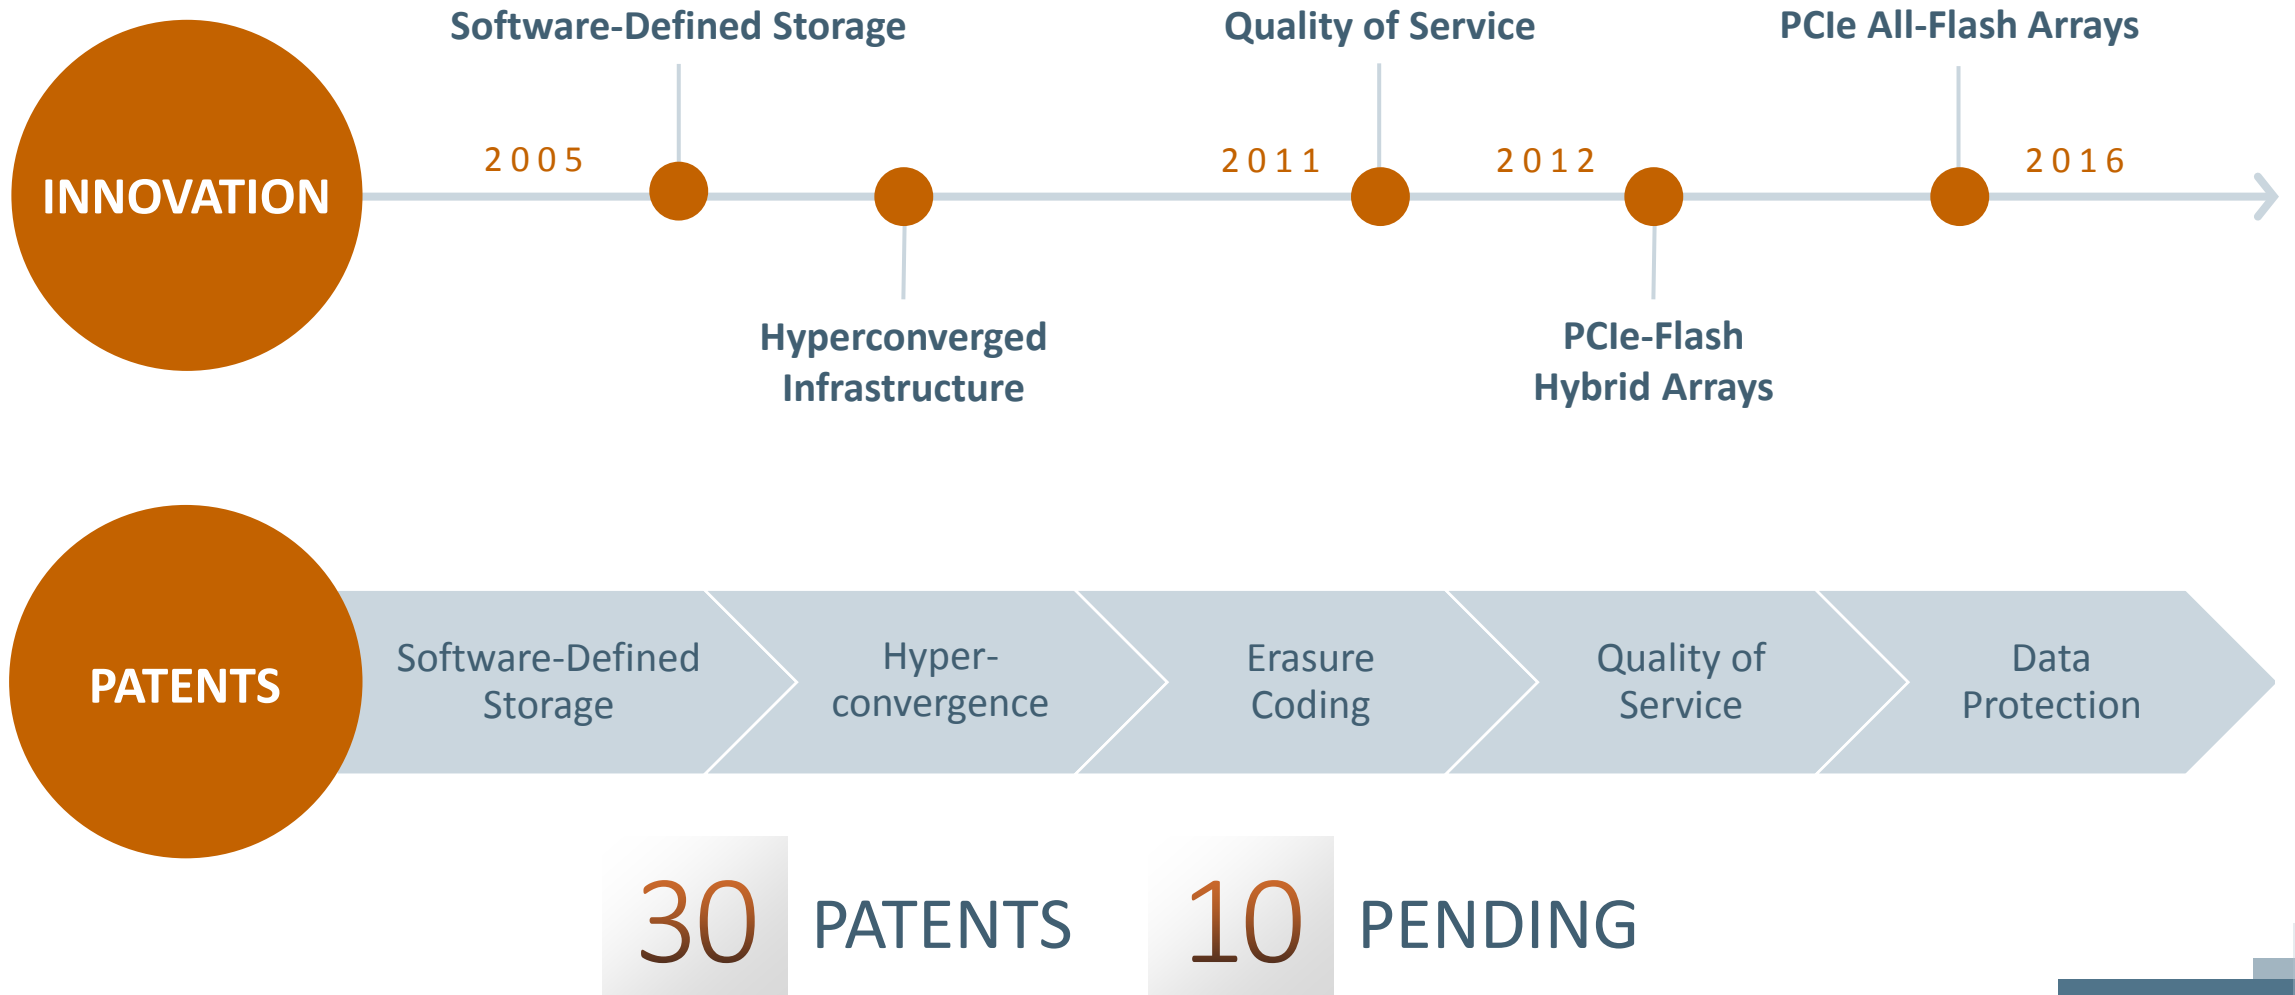 Software-Defined Storage
Quality of Service
PCIe All-Flash Arrays
2005
2011
2012
2016
INNOVATION
Hyperconverged
Infrastructure
PCIe-Flash
Hybrid Arrays
PATENTS
Software-Defined
Storage
Hyper-
convergence
Erasure
Coding
Quality of
Service
Data
Protection
30 PATENTS
10 PENDING